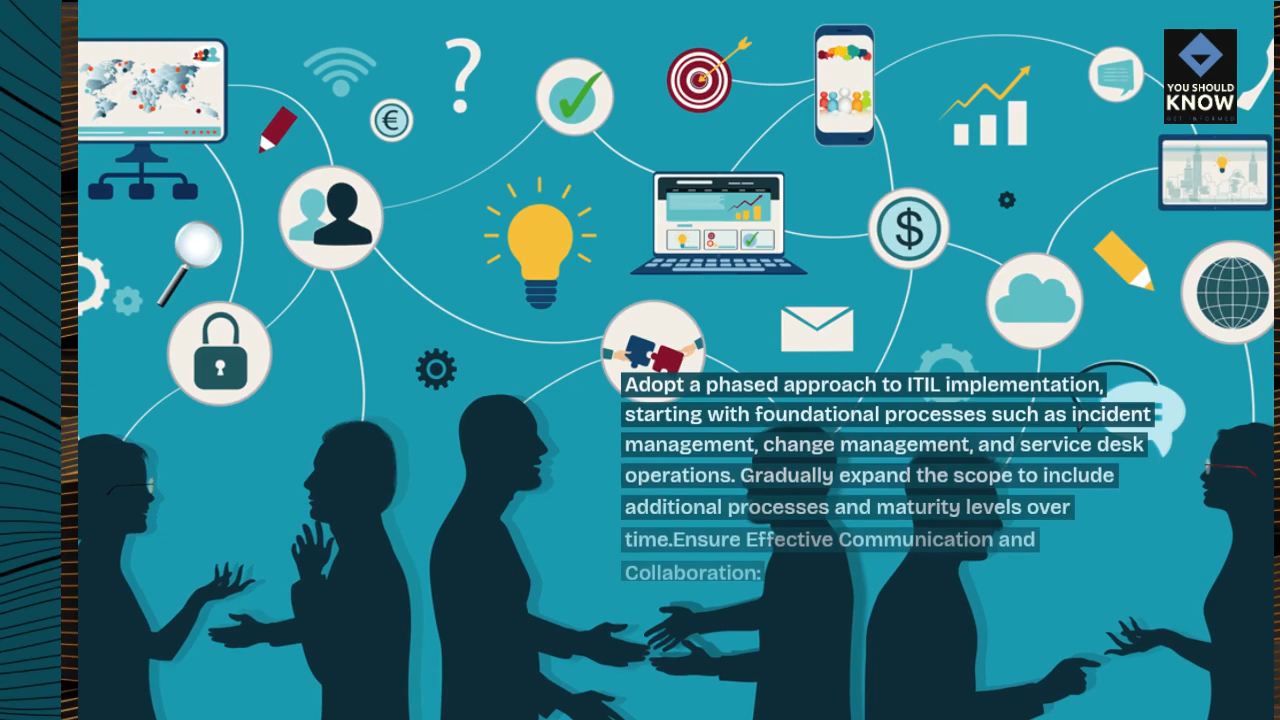 YOU SHOULD
KNOW
GET INFORMED
Adopt a phased approach to ITIL implementation,
starting with foundational processes such as incident
management, change management, and service desk
operations. Gradually expand the scope to include
additional processes and maturity levels over
time.Ensure Effective Communication and
Collaboration: